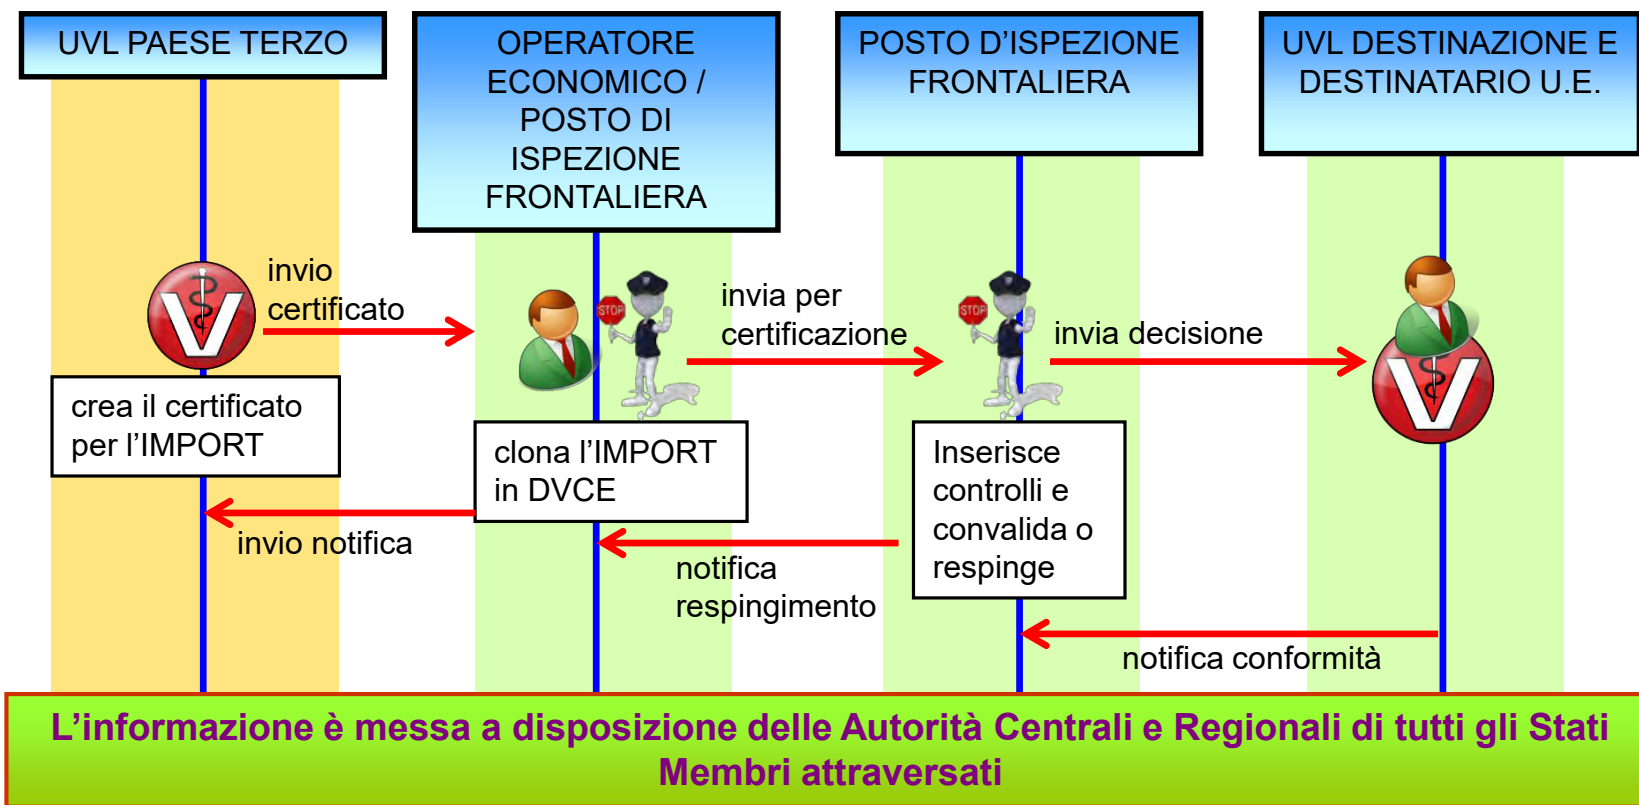 UVL PAESE TERZO
OPERATORE
ECONOMICO /
POSTO DI
ISPEZIONE
FRONTALIERA
POSTO D’ISPEZIONE
FRONTALIERA
UVL DESTINAZIONE E
DESTINATARIO U.E.
invio
certificato
STOP
invia per
certificazione
STOP
invia decisione
V
V
crea il certificato
per l’IMPORT
clona l’IMPORT
in DVCE
Inserisce
controlli e
convalida o
respinge
invio notifica
notifica
respingimento
notifica conformità
L’informazione è messa a disposizione delle Autorità Centrali e Regionali di tutti gli Stati
Membri attraversati